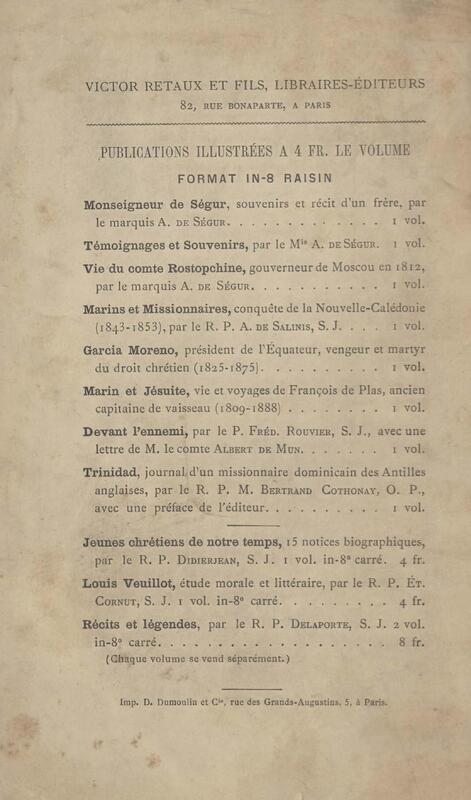 VICTOR RETAUX ET FILS, LIBRAIRES-ÉDITEURS
82, RUE BONAPARTE, A PARIS
PUBLICATIONS ILLUSTRÉES A 4 FR. LE VOLUME
FORMAT IN-8 RAISIN
Monseigneur de Ségur, souvenirs et récit d'un frère, par
le marquis A. DE SÉGUR. . . . . . . . . . . . . . 1 vol.
Témoignages et Souvenirs, par le Mis A. DE SÉGUR. 1 vol.
Vie du comte Rostopchine, gouverneur de Moscou en 1812,
par le marquis A. DE SÉGUR. . . . . . . . . . . . 1 vol.
Marins et Missionnaires, conquête de la Nouvelle-Calédonie
(1843-1853), par le R. P. A. DE SALINIS, S. J. . . . . 1 vol.
Garcia Moreno, président de l'Équateur, vengeur et martyr
du droit chrétien (1825-1875). . . . . . . . . . . 1 vol.
Marin et Jésuite, vie et voyages de François de Plas, ancien
capitaine de vaisseau (1809-1888) . . . . . . . . 1 vol.
Devant l'ennemi, par le P. FRÉD. ROUVIER, S. J., avec une
lettre de M. le comte ALBERT DE MUN. . . . . . . 1 vol.
Trinidad, journal d'un missionnaire dominicain des Antilles
anglaises, par le R. P. M. BERTRAND COTHONAY, O. P.,
avec une préface de l'éditeur. . . . . . . . . . . 1 vol.
Jeunes chrétiens de notre temps, 15 notices biographiques,
par le R. P. DIDIERJEAN, S. J. 1 vol. in-8° carré. 4 fr.
Louis Veuillot, étude morale et littéraire, par le R. P. ÉT.
CORNUT, S. J. 1 vol. in-8° carré. . . . . . . . . 4 fr.
Récits et légendes, par le R. P. DELAPORTE, S. J. 2 vol.
in-8° carré. . . . . . . . . . . . . . . . . . . 8 fr.
(Chaque volume se vend séparément.)
Imp. D. Dumoulin et Cie, rue des Grands-Augustins, 5, à Paris.